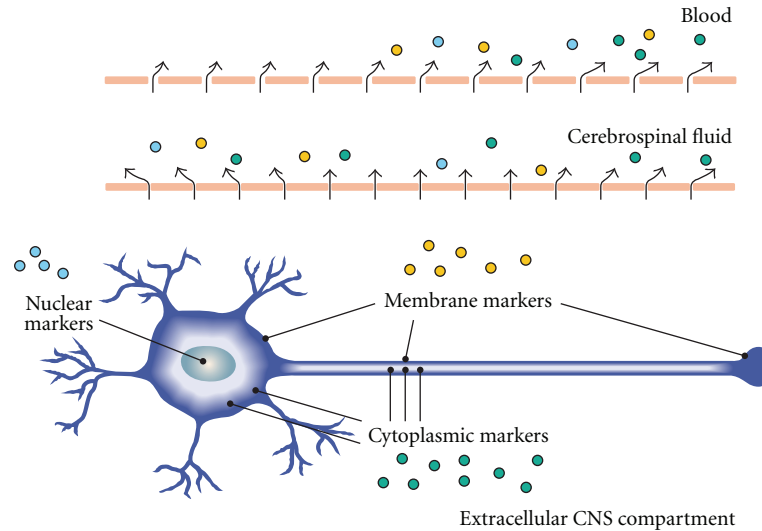 Blood
Cerebrospinal fluid
Nuclear
markers
Membrane markers
Cytoplasmic markers
Extracellular CNS compartment